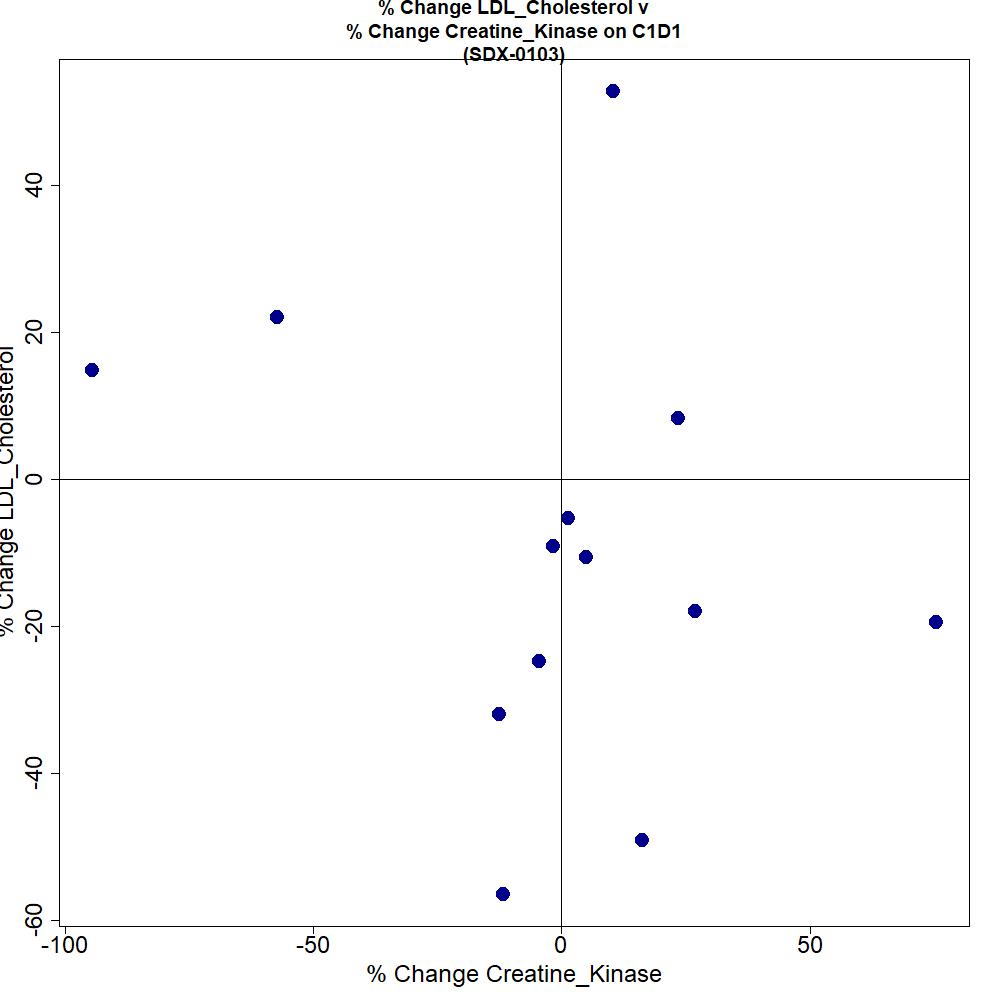 % Change LDL_Cholesterol v
% Change Creatine_Kinase on C1D1
(SDX-0103)
% Change LDL_Cholesterol
40
20
0
-20
-40
-60
-100
-50
0
50
% Change Creatine_Kinase